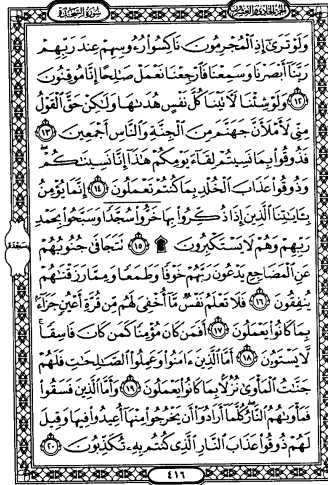 الجزء الحادي والعشرون
سورة السجدة
وَلَوْ تَرَىٰٓ إِذِ ٱلْمُجْرِمُونَ نَاكِسُوا۟ رُءُوسِهِمْ عِندَ رَبِّهِمْ
رَبَّنَآ أَبْصَرْنَا وَسَمِعْنَا فَٱرْجِعْنَا نَعْمَلْ صَٰلِحًا إِنَّا مُوقِنُونَ
﴿١٢﴾ وَلَوْ شِئْنَا لَءَاتَيْنَا كُلَّ نَفْسٍ هُدَىٰهَا وَلَٰكِنْ حَقَّ ٱلْقَوْلُ
مِنِّى لَأَمْلَأَنَّ جَهَنَّمَ مِنَ ٱلْجِنَّةِ وَٱلنَّاسِ أَجْمَعِينَ ﴿١٣﴾
فَذُوقُوا۟ بِمَا نَسِيتُمْ لِقَآءَ يَوْمِكُمْ هَٰذَآ إِنَّا نَسِينَٰكُمْ ۖ
وَذُوقُوا۟ عَذَابَ ٱلْخُلْدِ بِمَا كُنتُمْ تَعْمَلُونَ ﴿١٤﴾ إِنَّمَا يُؤْمِنُ
بِـَٔايَٰتِنَا ٱلَّذِينَ إِذَا ذُكِّرُوا۟ بِهَا خَرُّوا۟ سُجَّدًا وَسَبَّحُوا۟ بِحَمْدِ
رَبِّهِمْ وَهُمْ لَا يَسْتَكْبِرُونَ ۩ ﴿١٥﴾ تَتَجَافَىٰ جُنُوبُهُمْ
عَنِ ٱلْمَضَاجِعِ يَدْعُونَ رَبَّهُمْ خَوْفًا وَطَمَعًا وَمِمَّا رَزَقْنَٰهُمْ
يُنفِقُونَ ﴿١٦﴾ فَلَا تَعْلَمُ نَفْسٌ مَّآ أُخْفِىَ لَهُم مِّن قُرَّةِ أَعْيُنٍ جَزَآءًۢ
بِمَا كَانُوا۟ يَعْمَلُونَ ﴿١٧﴾ أَفَمَن كَانَ مُؤْمِنًا كَمَن كَانَ فَاسِقًا ۚ
لَّا يَسْتَوُۥنَ ﴿١٨﴾ أَمَّا ٱلَّذِينَ ءَامَنُوا۟ وَعَمِلُوا۟ ٱلصَّٰلِحَٰتِ فَلَهُمْ
جَنَّٰتُ ٱلْمَأْوَىٰ نُزُلًۢا بِمَا كَانُوا۟ يَعْمَلُونَ ﴿١٩﴾ وَأَمَّا ٱلَّذِينَ فَسَقُوا۟
فَمَأْوَىٰهُمُ ٱلنَّارُ ۖ كُلَّمَآ أَرَادُوٓا۟ أَن يَخْرُجُوا۟ مِنْهَآ أُعِيدُوا۟ فِيهَا وَقِيلَ
لَهُمْ ذُوقُوا۟ عَذَابَ ٱلنَّارِ ٱلَّذِى كُنتُم بِهِۦ تُكَذِّبُونَ ﴿٢٠﴾
سجدة
٤١٦